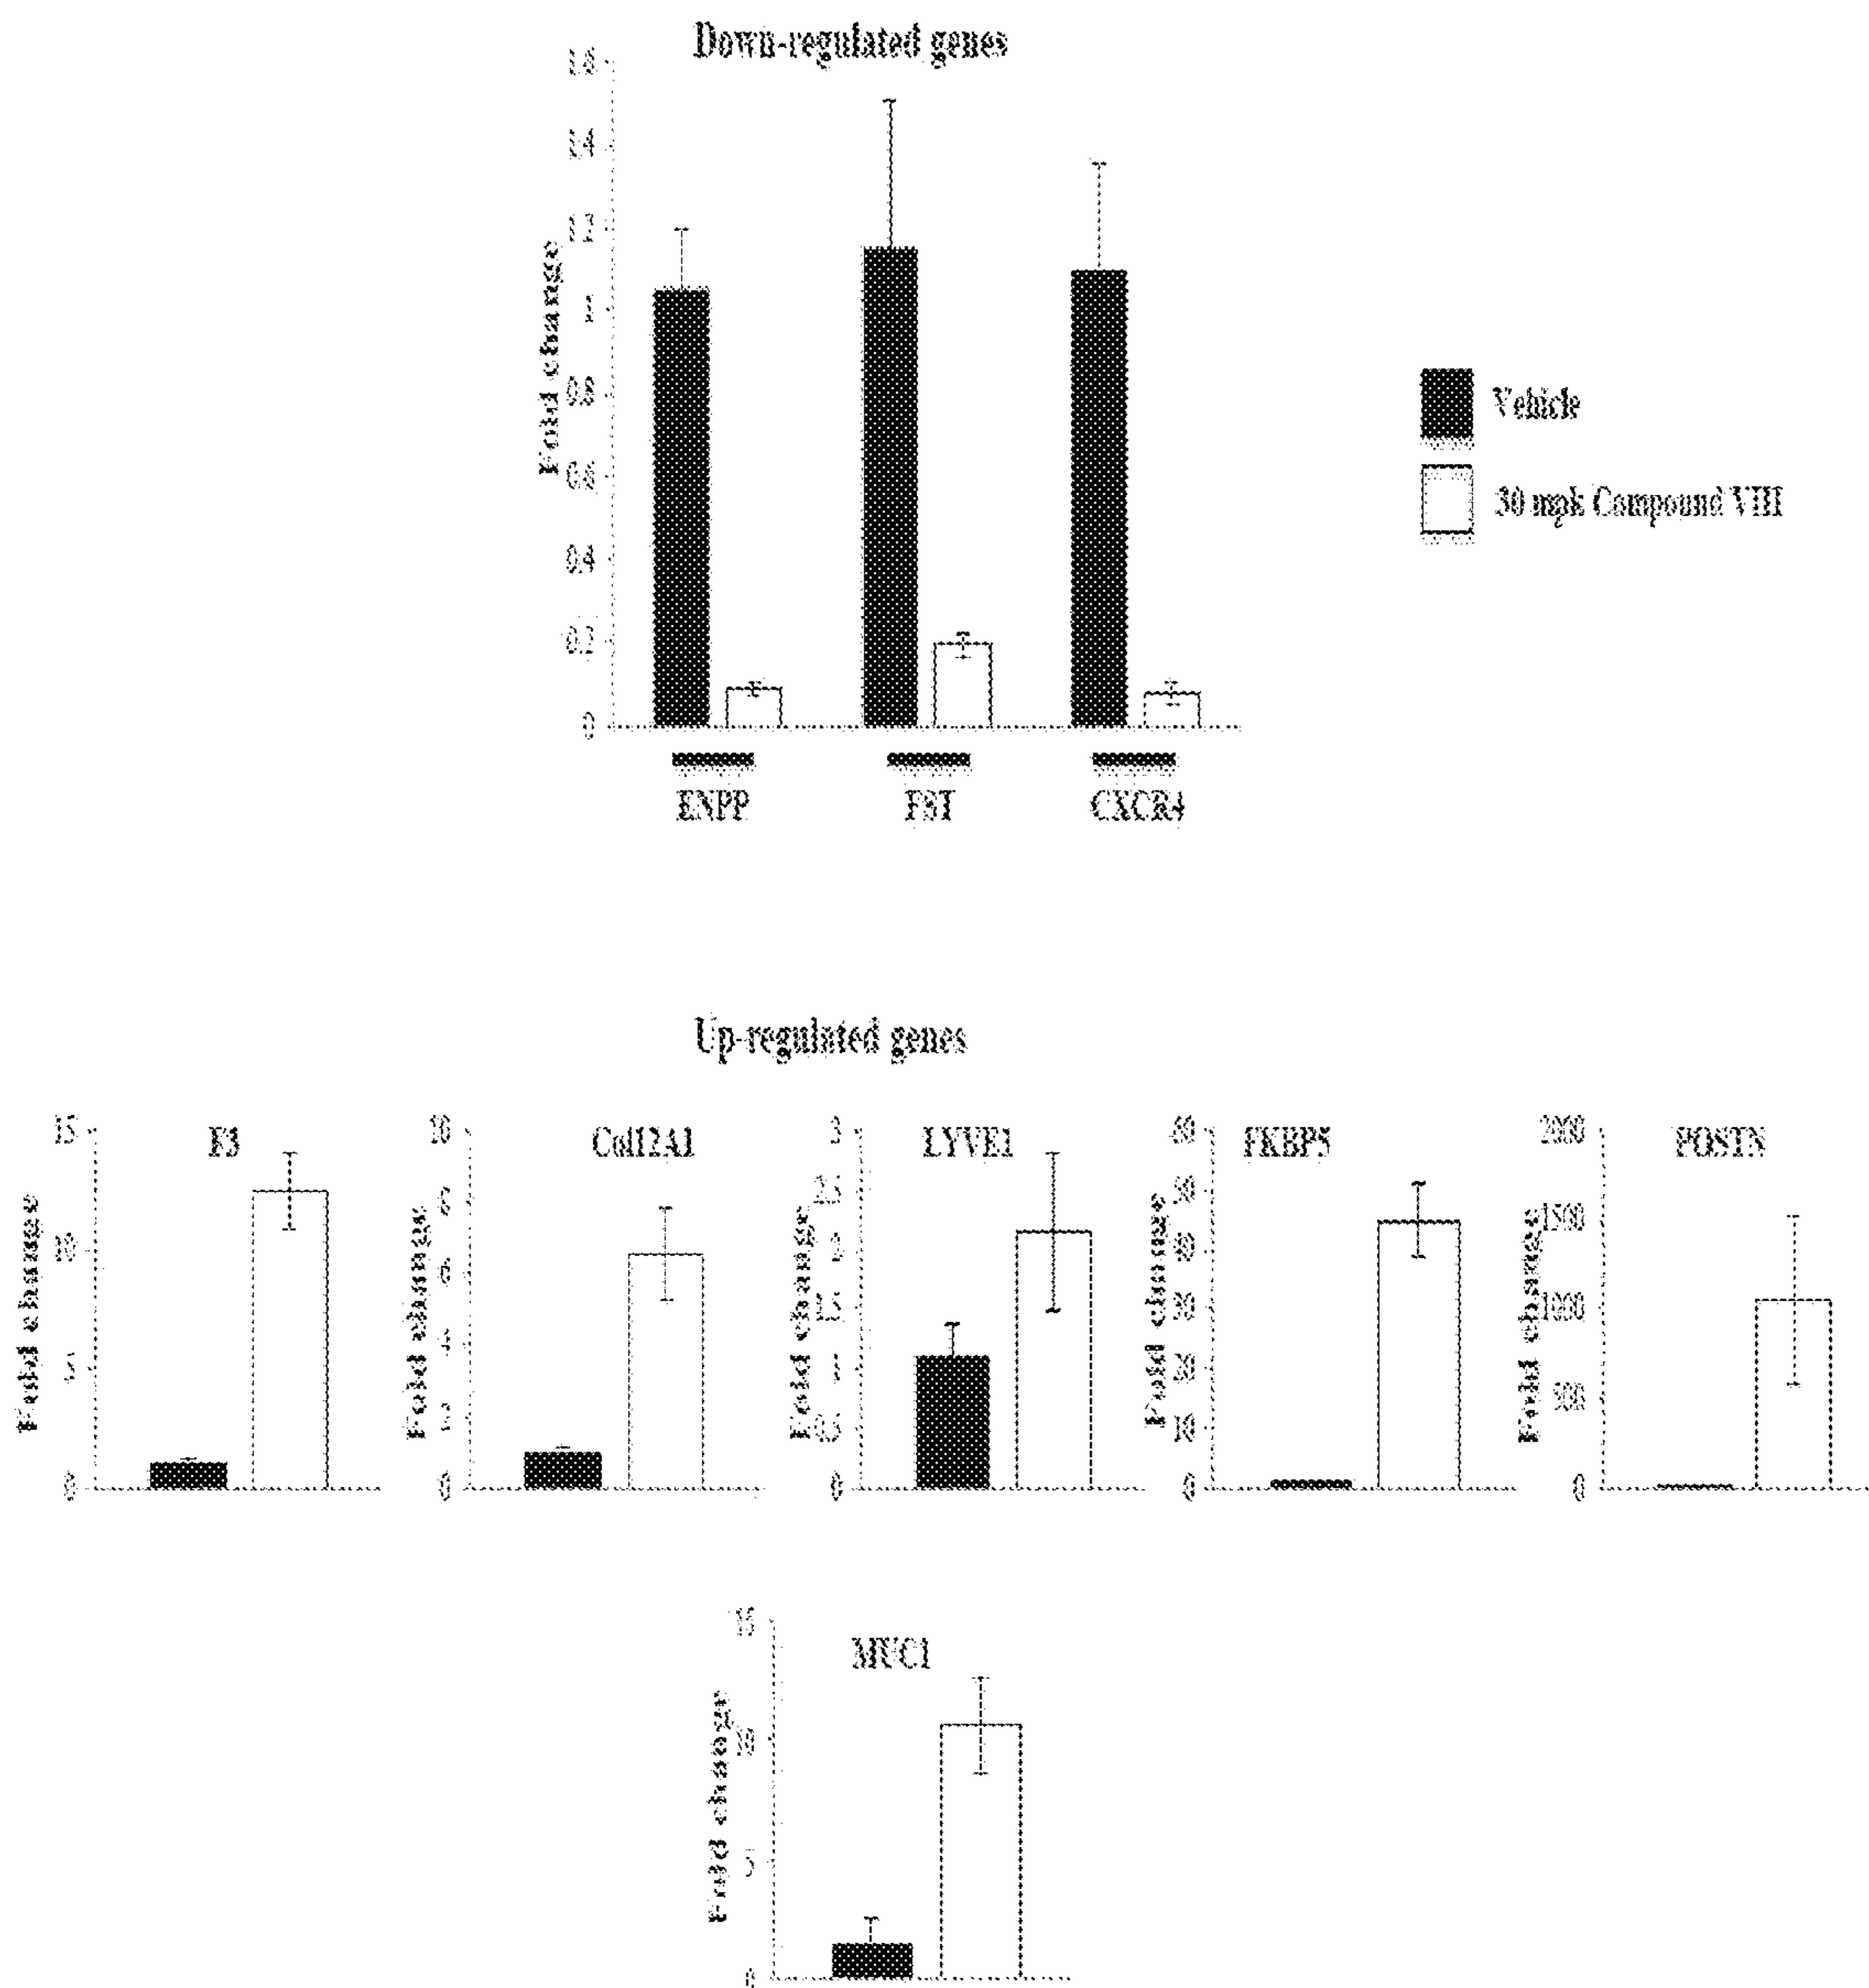 Down-regulated genes
Fold change
1.6
1.4
1.2
1
0.8
0.6
0.4
0.2
0
ENPP
FST
CXCR4
Vehicle
30 mpk Compound VIII
Up-regulated genes
F3
Fold change
15
10
5
0
Col12A1
Fold change
10
8
6
4
2
0
LYVE1
Fold change
3
2.5
2
1.5
1
0.5
0
FKBP5
Fold change
60
50
40
30
20
10
0
POSTN
Fold change
2000
1500
1000
500
0
MUC1
Fold change
15
10
5
0